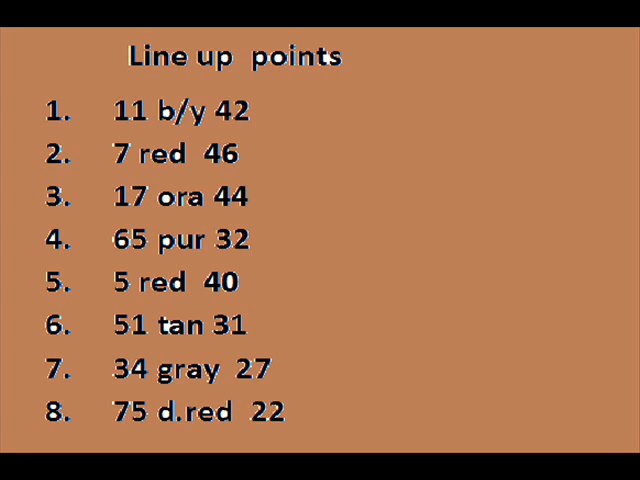 Line up points
1. 11 b/y 42
2. 7 red 46
3. 17 ora 44
4. 65 pur 32
5. 5 red 40
6. 51 tan 31
7. 34 gray 27
8. 75 d.red 22